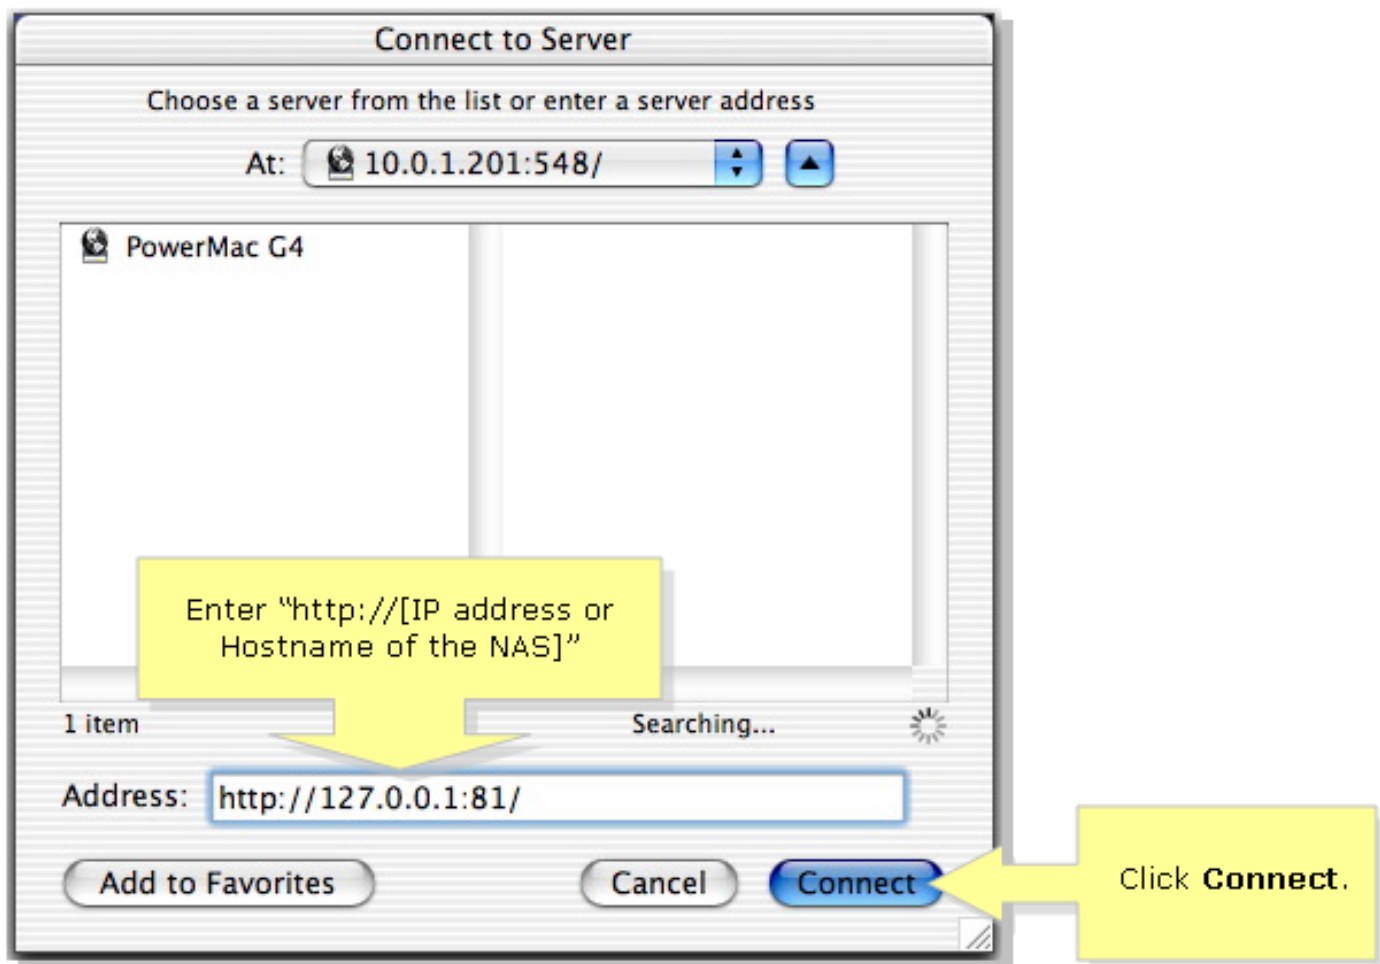 Connect to Server
Choose a server from the list or enter a server address
At: 10.0.1.201:548/
PowerMac G4
Enter “http://[IP address or
Hostname of the NAS]”
1 item
Searching...
Address: http://127.0.0.1:81/
Add to Favorites
Cancel
Connect
Click Connect.